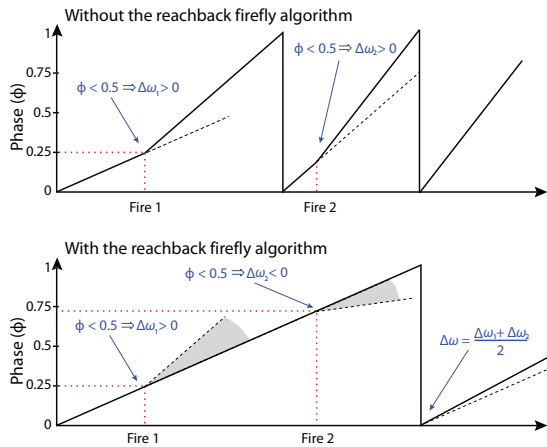 Without the reachback firefly algorithm
Phase (ϕ)
1
0.75
0.5
0.25
0
ϕ < 0.5 ⇒ Δω₁ > 0
ϕ < 0.5 ⇒ Δω₂ > 0
Fire 1
Fire 2
With the reachback firefly algorithm
Phase (ϕ)
1
0.75
0.5
0.25
0
ϕ < 0.5 ⇒ Δω₂ < 0
ϕ < 0.5 ⇒ Δω₁ > 0
Δω = Δω₁ + Δω₂
2
Fire 1
Fire 2